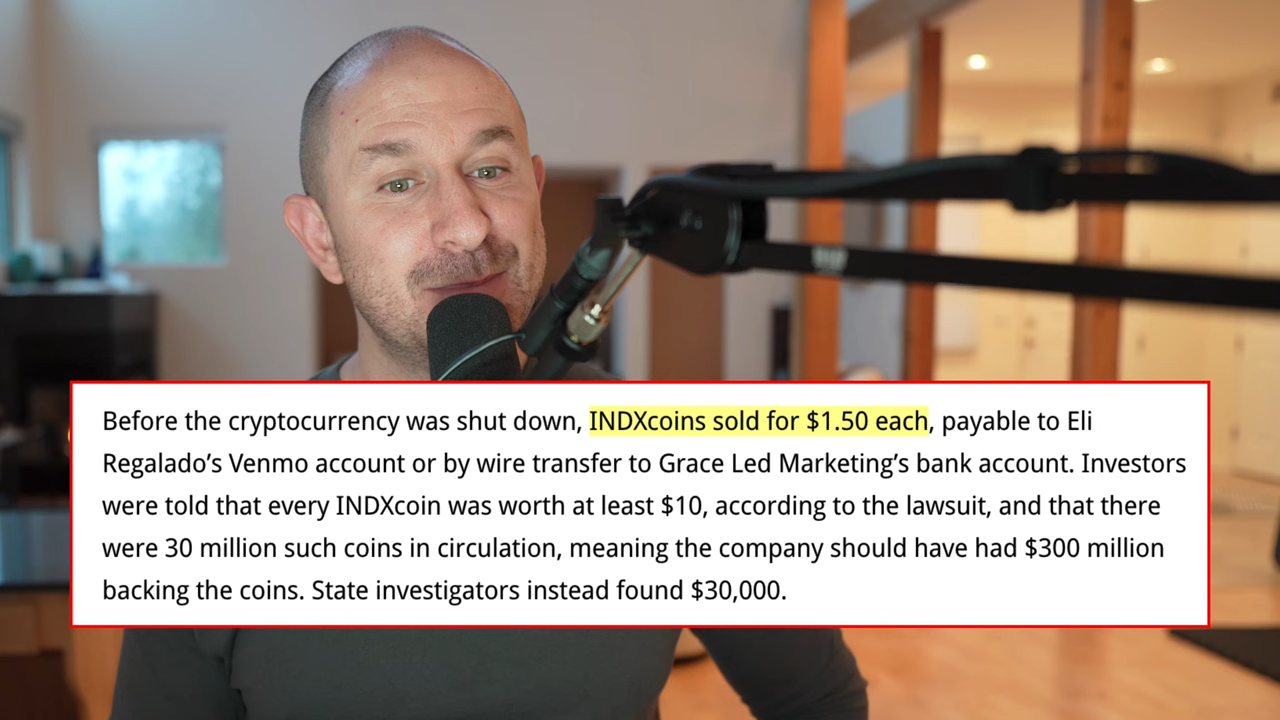 Before the cryptocurrency was shut down, INDXcoins sold for $1.50 each, payable to Eli
Regalado’s Venmo account or by wire transfer to Grace Led Marketing’s bank account. Investors
were told that every INDXcoin was worth at least $10, according to the lawsuit, and that there
were 30 million such coins in circulation, meaning the company should have had $300 million
backing the coins. State investigators instead found $30,000.